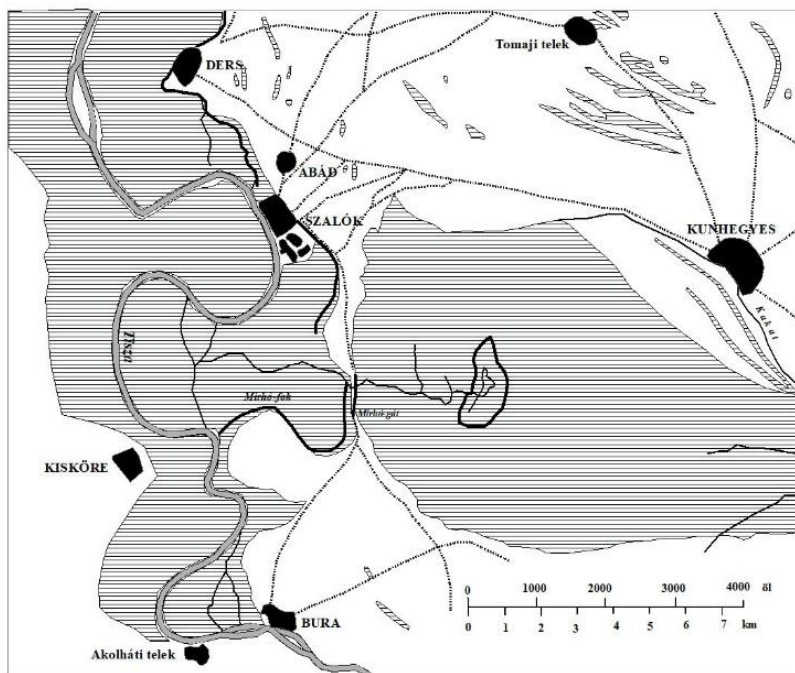 Tomaji telek
DERS
ABÁD
SZALÓK
KUNHEGYES
Kakat
Tisza
Mirhó-fok
Mirhó-gát
KISKÖRE
0 1000 2000 3000 4000 öl
0 1 2 3 4 5 6 7 km
BURA
Akolháti telek